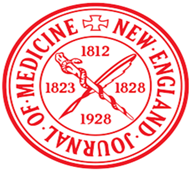 NEW ENGLAND JOURNAL OF MEDICINE
1812
1823 1828
1928